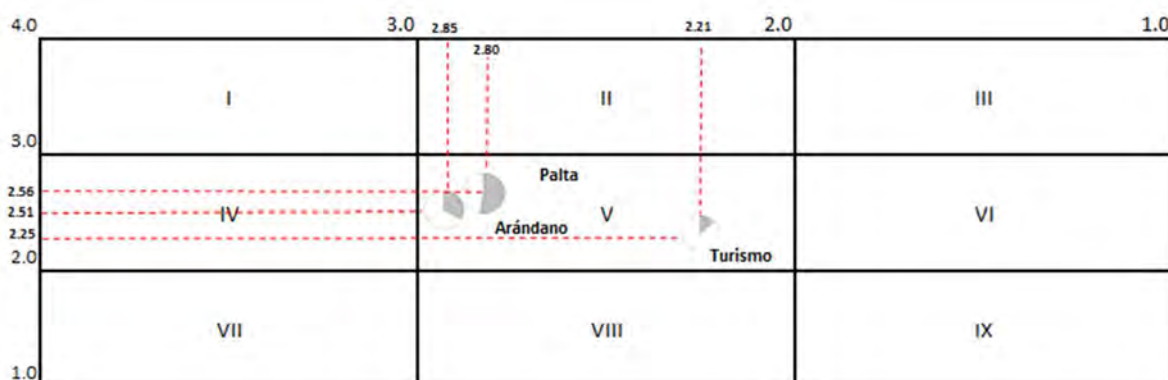 4.0 3.0 2.85 2.21 2.0 1.0
2.80
I II III
3.0
Palta
2.56
2.51 IV V VI
Arándano
2.25
2.0 Turismo
VII VIII IX
1.0